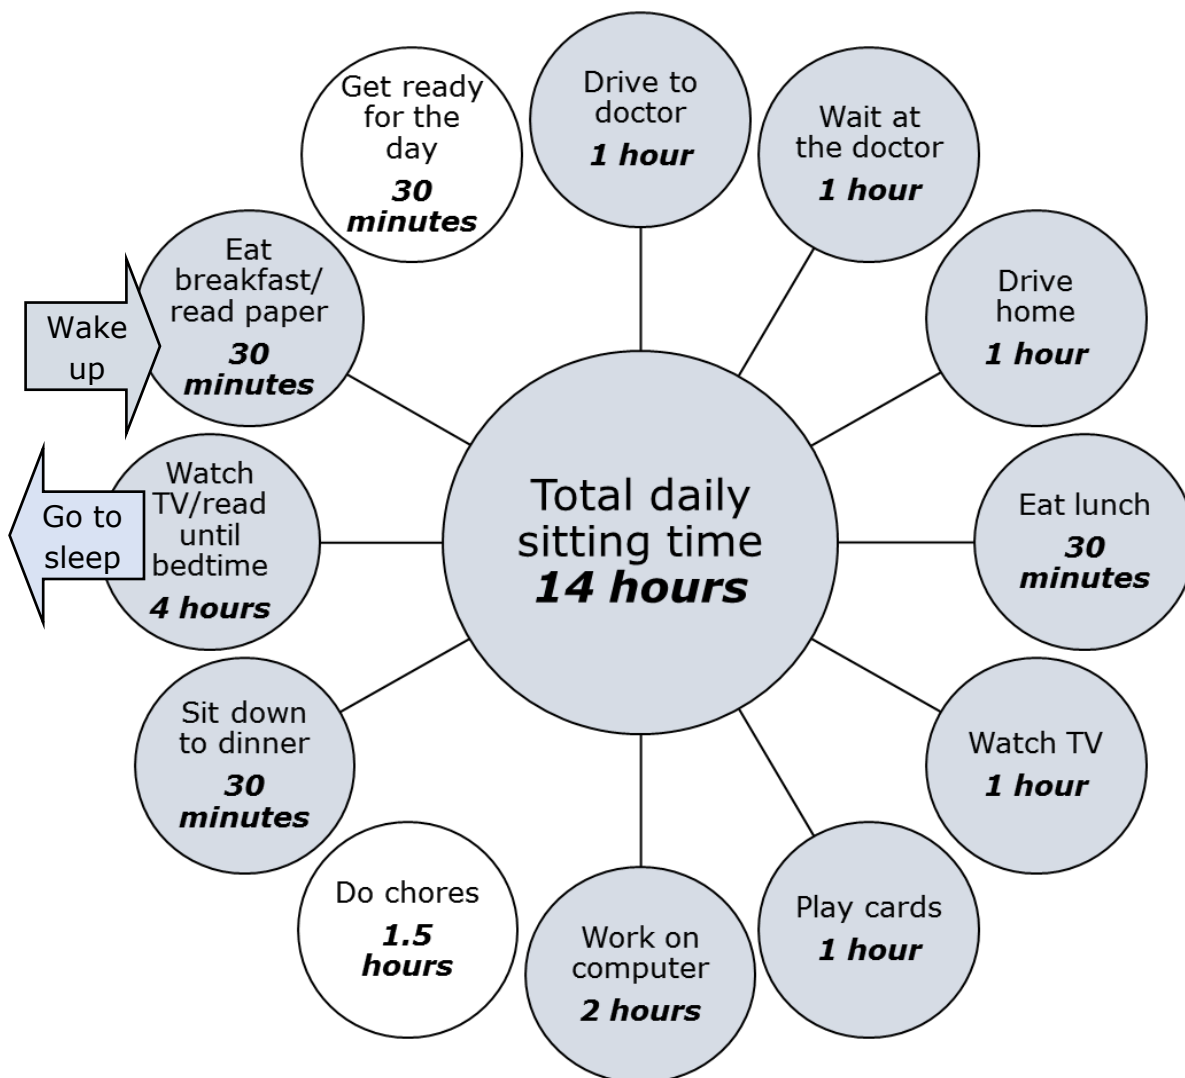 Wake
up
Eat
breakfast/
read paper
30
minutes
Get ready
for the
day
30
minutes
Drive to
doctor
1 hour
Wait at
the doctor
1 hour
Drive
home
1 hour
Eat lunch
30
minutes
Watch TV
1 hour
Play cards
1 hour
Work on
computer
2 hours
Do chores
1.5
hours
Sit down
to dinner
30
minutes
Watch
TV/read
until
bedtime
4 hours
Go to
sleep
Total daily
sitting time
14 hours